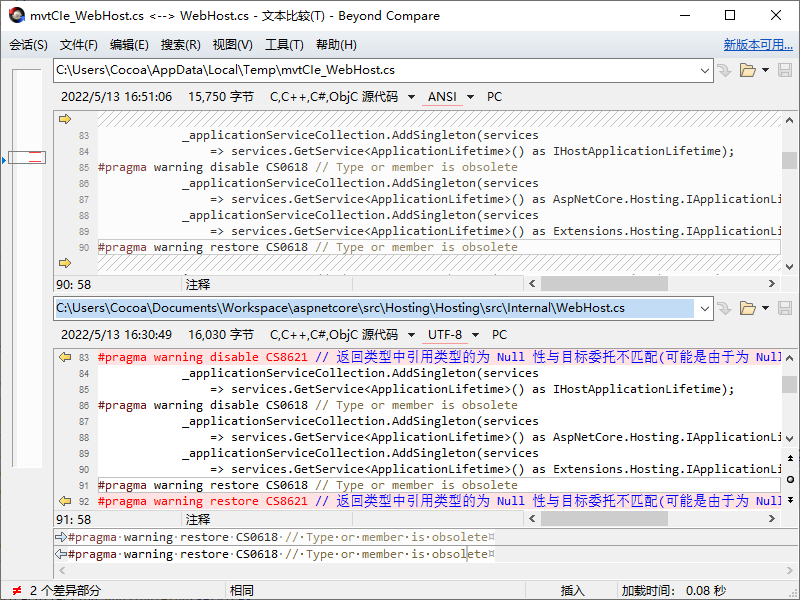 mvtCIe_WebHost.cs <--> WebHost.cs - 文本比较(T) - Beyond Compare
会话(S) 文件(F) 编辑(E) 搜索(R) 视图(V) 工具(T) 帮助(H) 新版本可用...
C:\Users\Cocoa\AppData\Local\Temp\mvtCIe_WebHost.cs
2022/5/13 16:51:06 15,750 字节 C,C++,C#,ObjC 源代码 ANSI PC
83 _applicationServiceCollection.AddSingleton(services
84 => services.GetService<ApplicationLifetime>() as IHostApplicationLifetime);
85 #pragma warning disable CS0618 // Type or member is obsolete
86 _applicationServiceCollection.AddSingleton(services
87 => services.GetService<ApplicationLifetime>() as AspNetCore.Hosting.IApplicationLi
88 _applicationServiceCollection.AddSingleton(services
89 => services.GetService<ApplicationLifetime>() as Extensions.Hosting.IApplicationLi
90 #pragma warning restore CS0618 // Type or member is obsolete
90: 58 注释
C:\Users\Cocoa\Documents\Workspace\aspnetcore\src\Hosting\Hosting\src\Internal\WebHost.cs
2022/5/13 16:30:49 16,030 字节 C,C++,C#,ObjC 源代码 UTF-8 PC
83 #pragma warning disable CS8621 // 返回类型中引用类型的为 Null 性与目标委托不匹配(可能是由于为 Null
84 _applicationServiceCollection.AddSingleton(services
85 => services.GetService<ApplicationLifetime>() as IHostApplicationLifetime);
86 #pragma warning disable CS0618 // Type or member is obsolete
87 _applicationServiceCollection.AddSingleton(services
88 => services.GetService<ApplicationLifetime>() as AspNetCore.Hosting.IApplicationLi
89 _applicationServiceCollection.AddSingleton(services
90 => services.GetService<ApplicationLifetime>() as Extensions.Hosting.IApplicationLi
91 #pragma warning restore CS0618 // Type or member is obsolete
92 #pragma warning restore CS8621 // 返回类型中引用类型的为 Null 性与目标委托不匹配(可能是由于为 Null
91: 58 注释
#pragma·warning·restore·CS0618·//·Type·or·member·is·obsolete¤
#pragma·warning·restore·CS0618·//·Type·or·member·is·obsolete¤
≠ 2 个差异部分 相同 插入 加载时间: 0.08 秒